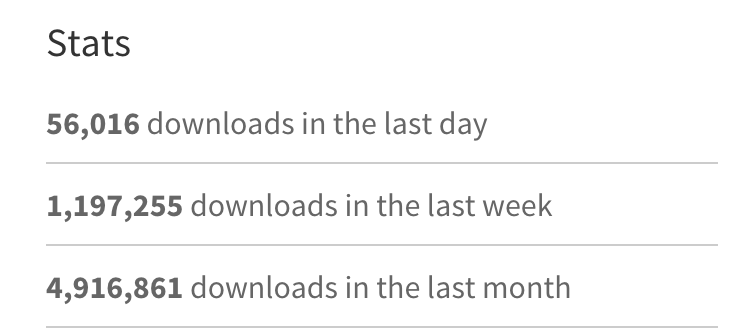 Stats
56,016 downloads in the last day
1,197,255 downloads in the last week
4,916,861 downloads in the last month